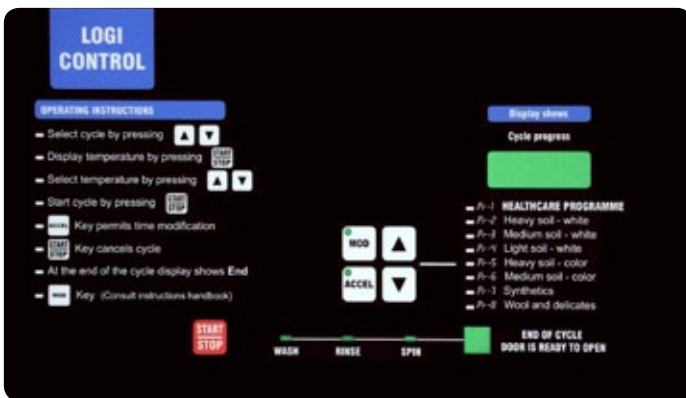 LOGI
CONTROL
OPERATING INSTRUCTIONS
Select cycle by pressing
Display temperature by pressing START STOP
Select temperature by pressing
Start cycle by pressing START STOP
ACCEL Key permits time modification
START STOP Key cancels cycle
At the end of the cycle display shows End
MOD Key (Consult instructions handbook)
START
STOP
MOD
ACCEL
WASH RINSE SPIN
Display shows
Cycle progress
Pr-1 HEALTHCARE PROGRAMME
Pr-2 Heavy soil - white
Pr-3 Medium soil - white
Pr-4 Light soil - white
Pr-5 Heavy soil - color
Pr-6 Medium soil - color
Pr-7 Synthetics
Pr-8 Wool and delicates
END OF CYCLE
DOOR IS READY TO OPEN